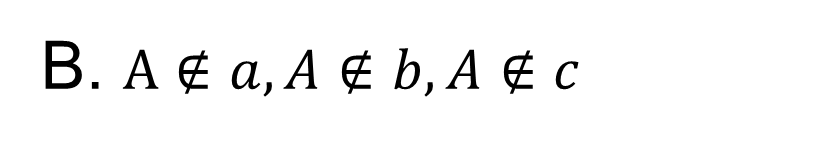 B. A ∉ a, A ∉ b, A ∉ c